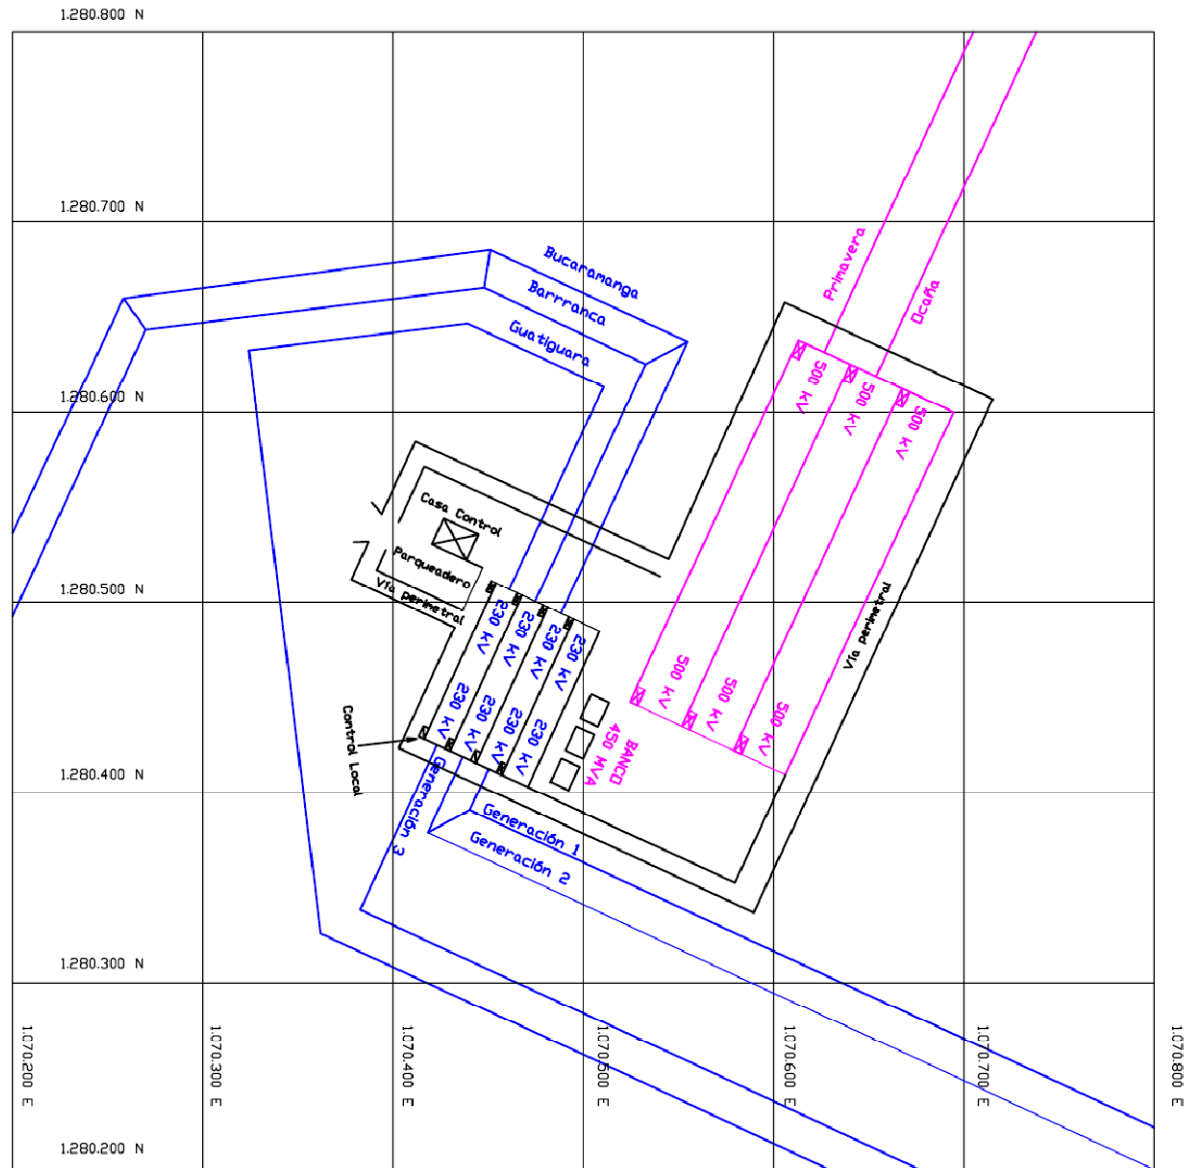 1.280.800 N
1.280.700 N
Bucaramanga
Barrranca
Guatiguara
Primavera
Ocaña
1.280.600 N
500 kV
500 kV
500 kV
Casa Control
Parqueadero
Vía perimetral
1.280.500 N
230 kV
230 kV
230 kV
230 kV
Vía perimetral
230 kV
230 kV
230 kV
230 kV
500 kV
500 kV
500 kV
BANCO
450 MVA
Control Local
1.280.400 N
Generación 3
Generación 1
Generación 2
1.280.300 N
1.070.200 E
1.070.300 E
1.070.400 E
1.070.500 E
1.070.600 E
1.070.700 E
1.070.800 E
1.280.200 N